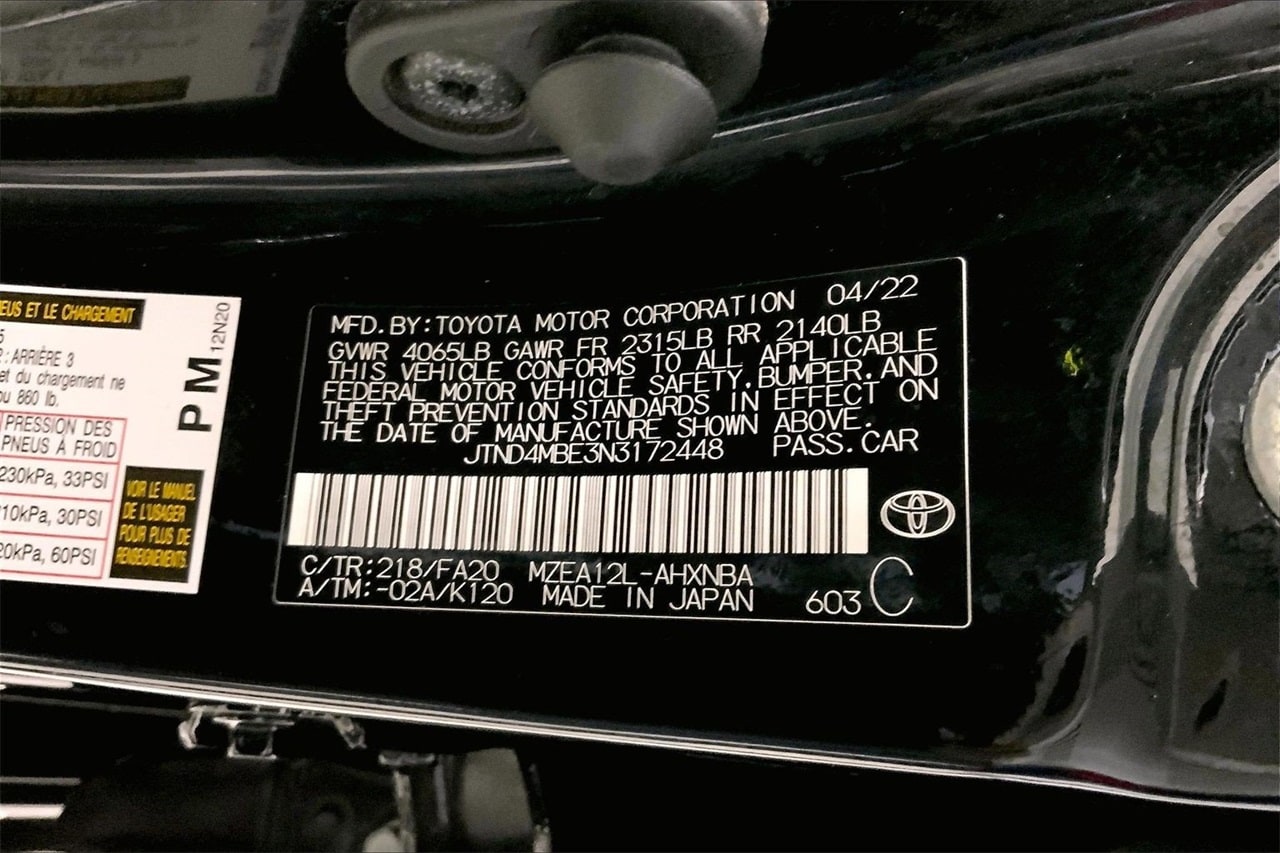 EUS ET LE CHARGEMENT
5
2 : ARRIÈRE 3
et du chargement ne
ou 860 lb.
PRESSION DES
PNEUS À FROID
230kPa, 33PSI
210kPa, 30PSI
20kPa, 60PSI
VOIR LE MANUEL
DE L'USAGER
POUR PLUS DE
RENSEIGNEMENTS.
PM 12N20
MFD. BY: TOYOTA MOTOR CORPORATION 04/22
GVWR 4065LB GAWR FR 2315LB RR 2140LB
THIS VEHICLE CONFORMS TO ALL APPLICABLE
FEDERAL MOTOR VEHICLE SAFETY, BUMPER, AND
THEFT PREVENTION STANDARDS IN EFFECT ON
THE DATE OF MANUFACTURE SHOWN ABOVE.
JTND4MBE3N3172448 PASS. CAR
C/TR: 218/FA20 MZEA12L-AHXNBA
A/TM: -02A/K120 MADE IN JAPAN 603 C